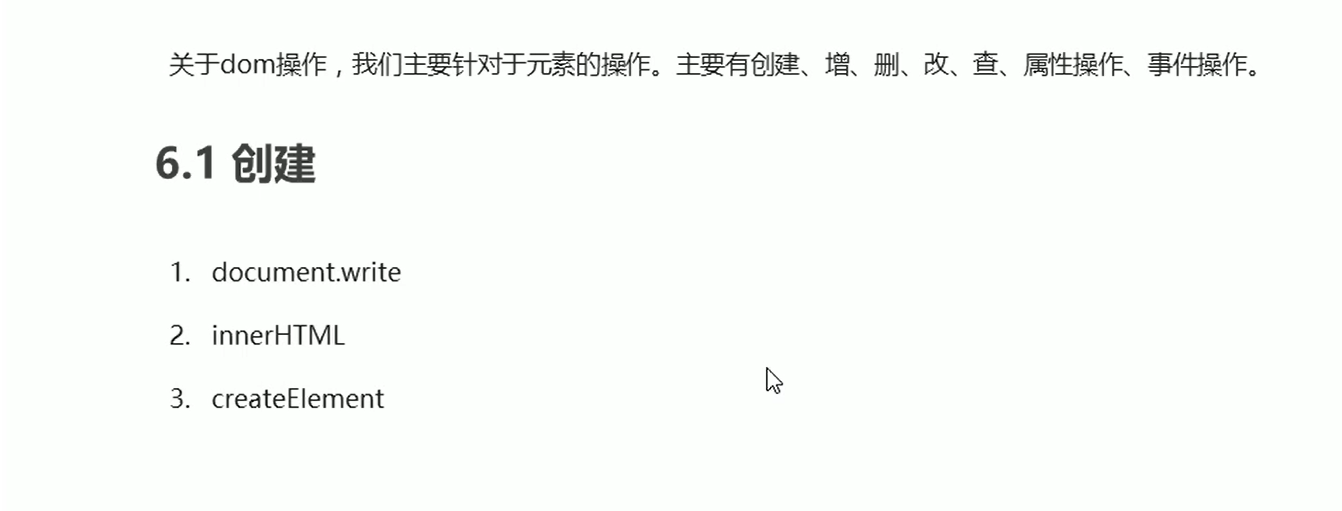 关于dom操作，我们主要针对于元素的操作。主要有创建、增、删、改、查、属性操作、事件操作。
6.1 创建
1. document.write
2. innerHTML
3. createElement